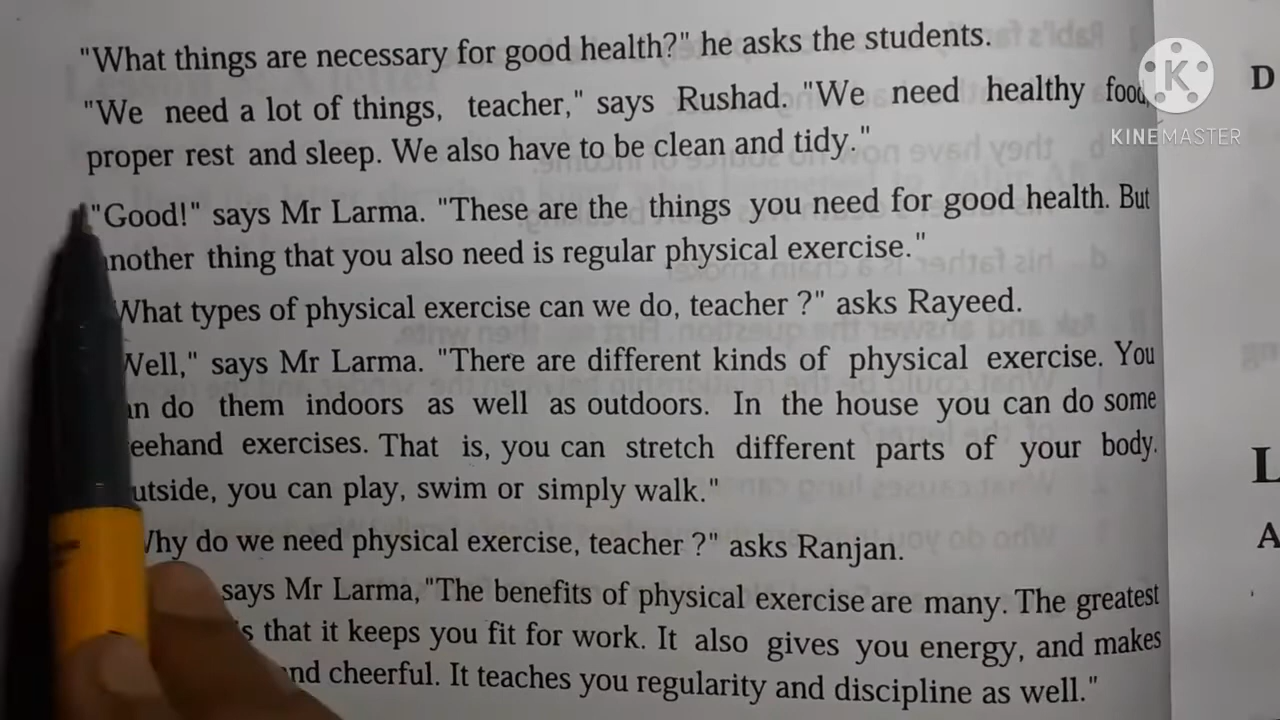 "What things are necessary for good health?" he asks the students.
"We need a lot of things, teacher," says Rushad. "We need healthy food,
proper rest and sleep. We also have to be clean and tidy."
"Good!" says Mr Larma. "These are the things you need for good health. But
another thing that you also need is regular physical exercise."
What types of physical exercise can we do, teacher ?" asks Rayeed.
Well," says Mr Larma. "There are different kinds of physical exercise. You
do them indoors as well as outdoors. In the house you can do some
eehand exercises. That is, you can stretch different parts of your body.
utside, you can play, swim or simply walk."
Why do we need physical exercise, teacher ?" asks Ranjan.
says Mr Larma,"The benefits of physical exercise are many. The greatest
that it keeps you fit for work. It also gives you energy, and makes
nd cheerful. It teaches you regularity and discipline as well."
K
KINEMASTER
D
L
A